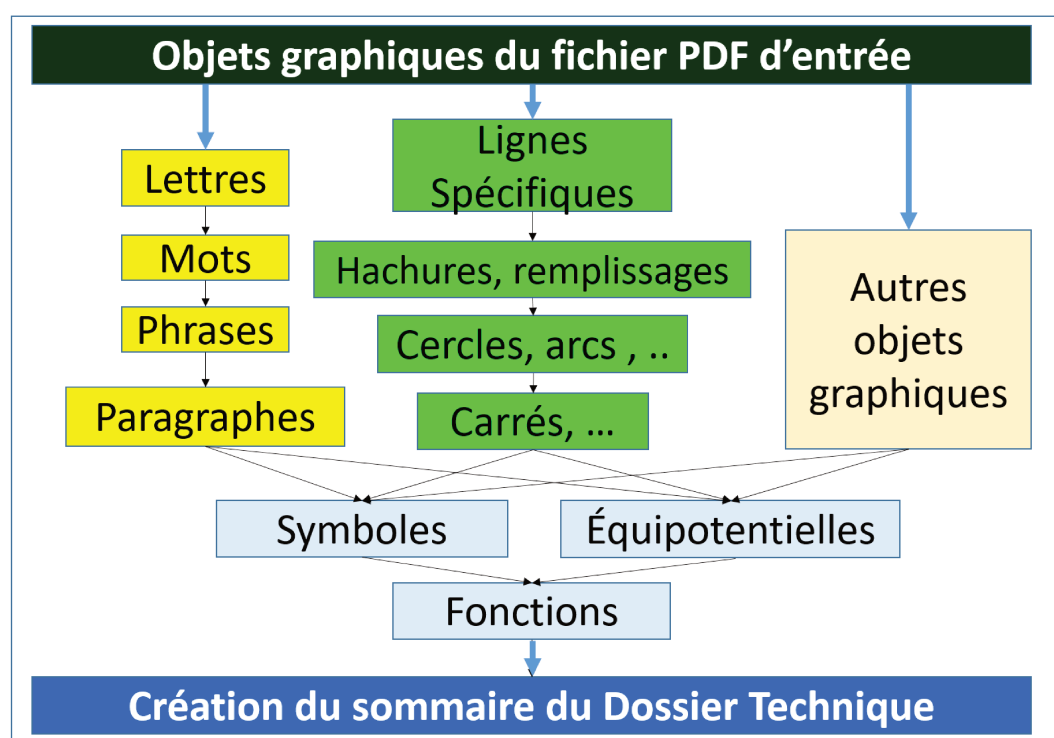 Objets graphiques du fichier PDF d’entrée
Lettres
Mots
Phrases
Paragraphes
Lignes
Spécifiques
Hachures, remplissages
Cercles, arcs , ..
Carrés, …
Autres
objets
graphiques
Symboles
Équipotentielles
Fonctions
Création du sommaire du Dossier Technique